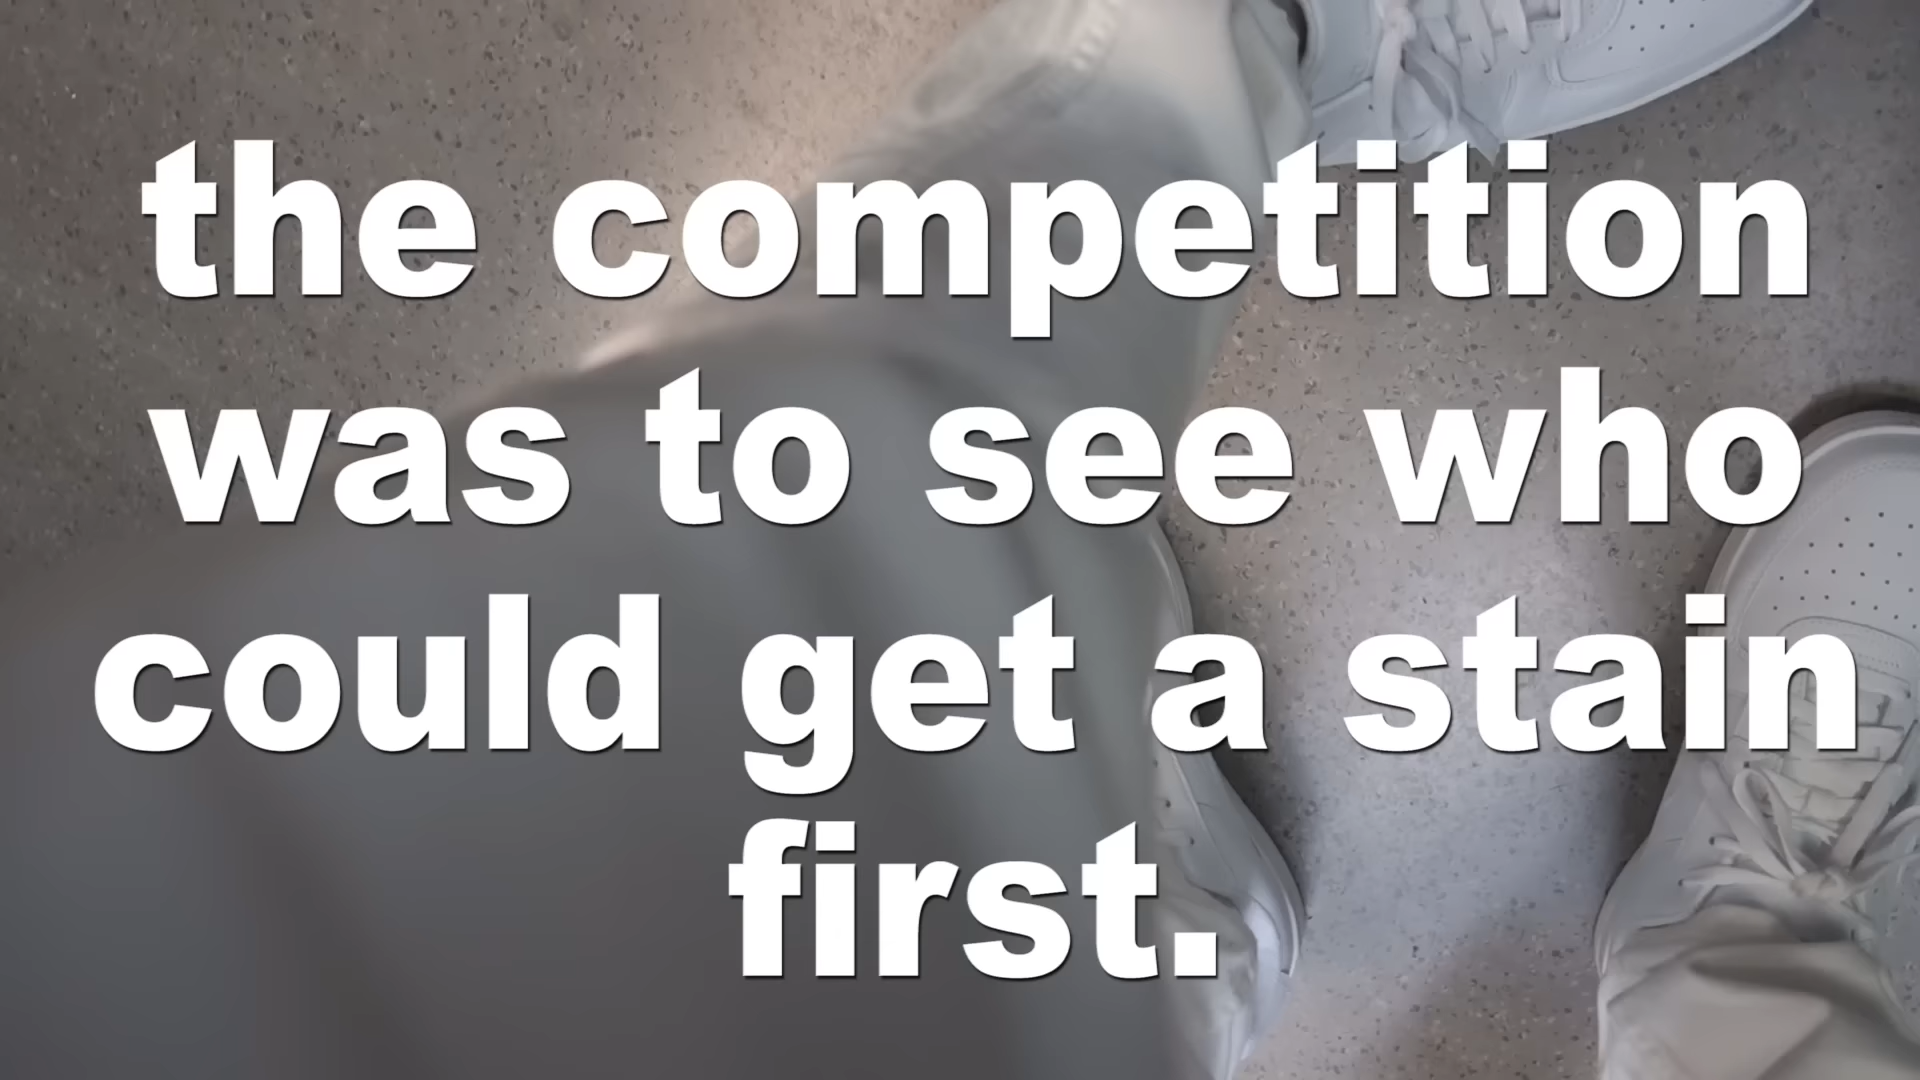 the competition
was to see who
could get a stain
first.